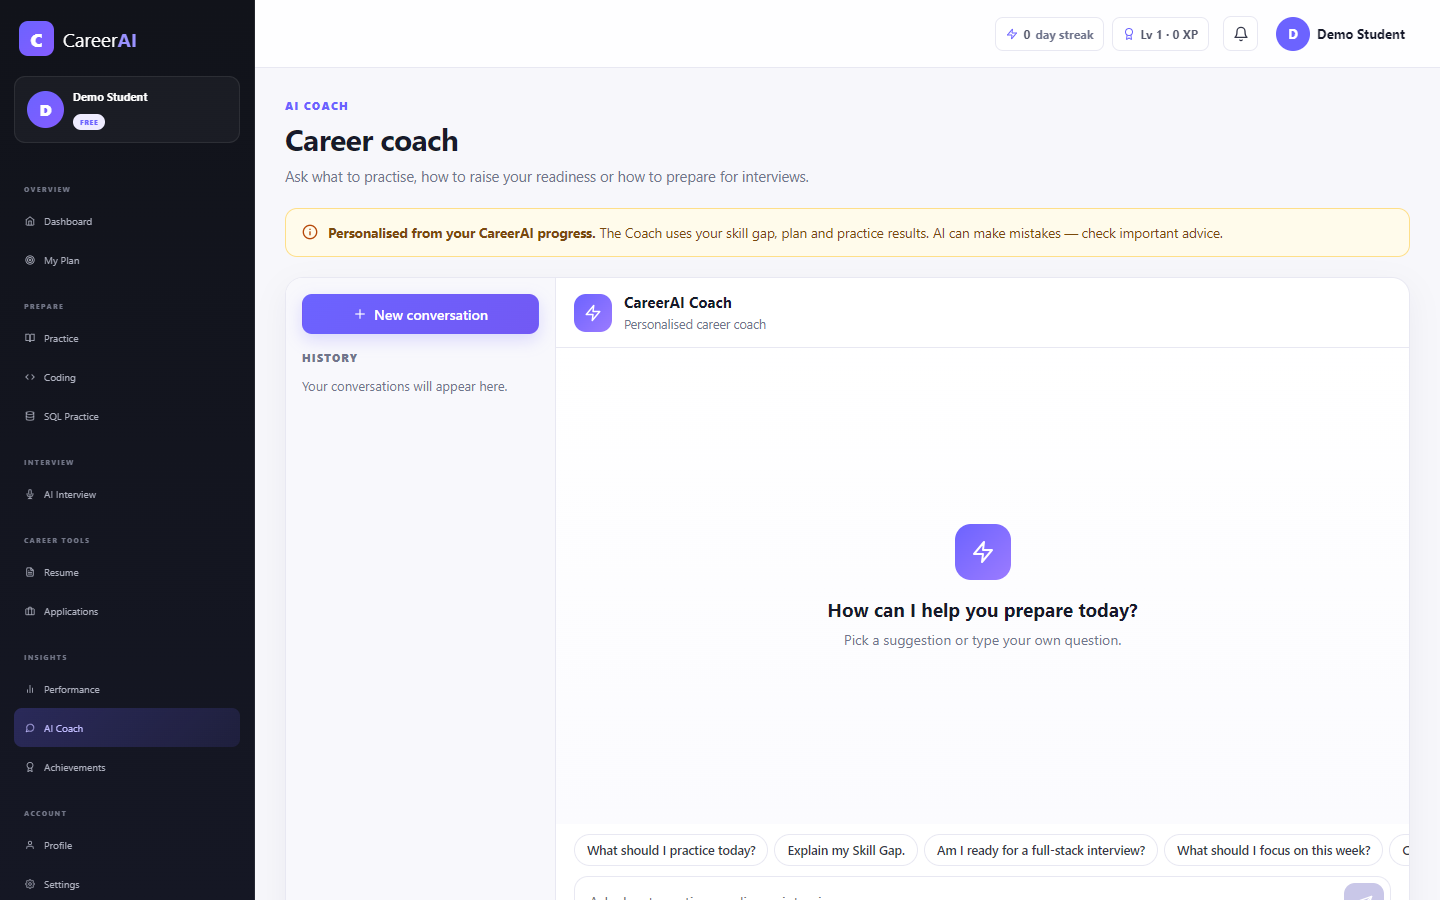 C CareerAI
D Demo Student
FREE
OVERVIEW
Dashboard
My Plan
PREPARE
Practice
Coding
SQL Practice
INTERVIEW
AI Interview
CAREER TOOLS
Resume
Applications
INSIGHTS
Performance
AI Coach
Achievements
ACCOUNT
Profile
Settings
0 day streak
Lv 1 · 0 XP
D Demo Student
AI COACH
Career coach
Ask what to practise, how to raise your readiness or how to prepare for interviews.
Personalised from your CareerAI progress. The Coach uses your skill gap, plan and practice results. AI can make mistakes — check important advice.
New conversation
HISTORY
Your conversations will appear here.
CareerAI Coach
Personalised career coach
How can I help you prepare today?
Pick a suggestion or type your own question.
What should I practice today?
Explain my Skill Gap.
Am I ready for a full-stack interview?
What should I focus on this week?